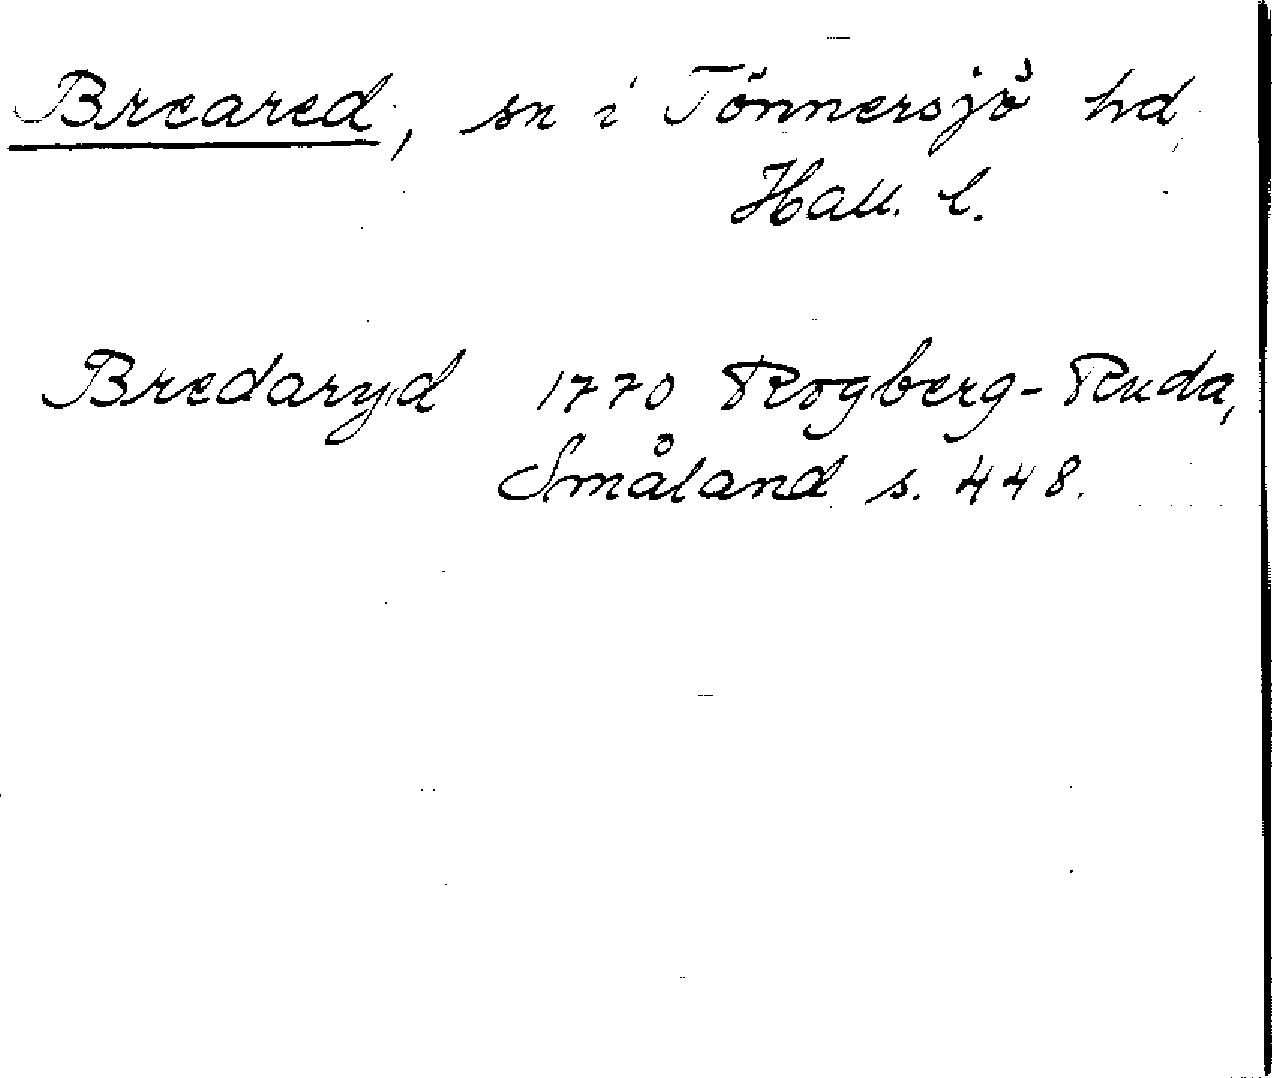 Breared, sn i Tönnersjö hd,
Hall. l.
Bredaryd 1770 Rogberg-Ruda,
Småland s. 448.